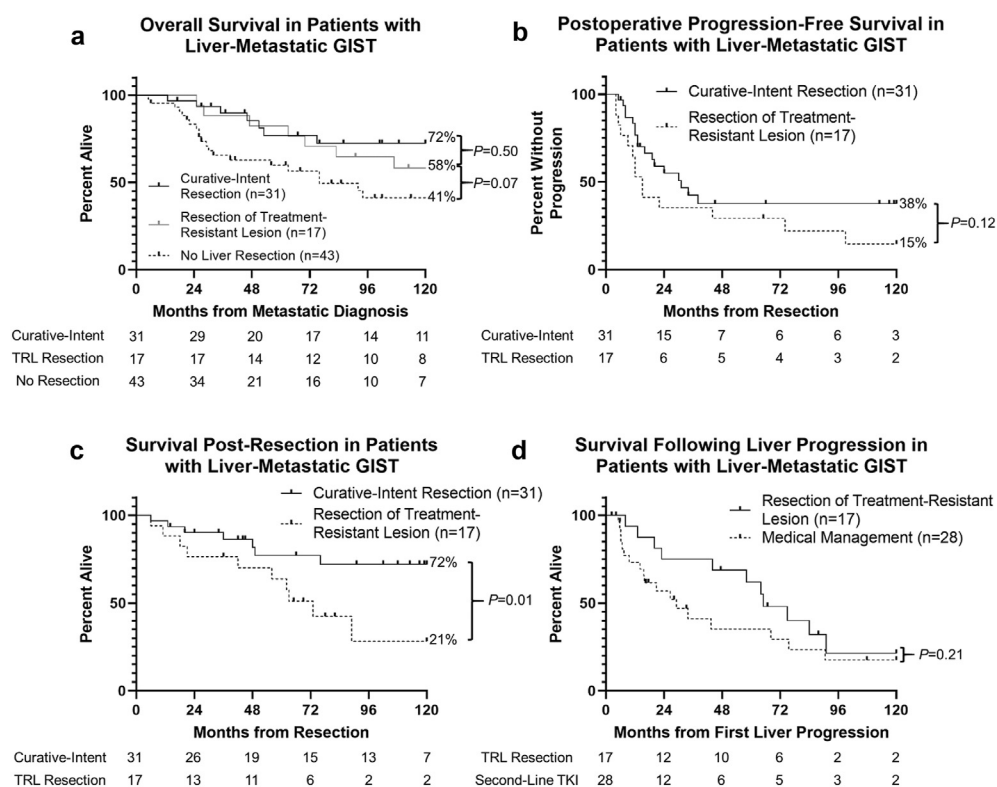 a
Overall Survival in Patients with
Liver-Metastatic GIST
Percent Alive
100
50
0
72%
58%
41%
P=0.50
P=0.07
Curative-Intent
Resection (n=31)
Resection of Treatment-
Resistant Lesion (n=17)
No Liver Resection (n=43)
0 24 48 72 96 120
Months from Metastatic Diagnosis
Curative-Intent 31 29 20 17 14 11
TRL Resection 17 17 14 12 10 8
No Resection 43 34 21 16 10 7
b
Postoperative Progression-Free Survival in
Patients with Liver-Metastatic GIST
Percent Without
Progression
100
50
0
Curative-Intent Resection (n=31)
Resection of Treatment-
Resistant Lesion (n=17)
38%
15%
P=0.12
0 24 48 72 96 120
Months from Resection
Curative-Intent 31 15 7 6 6 3
TRL Resection 17 6 5 4 3 2
c
Survival Post-Resection in Patients
with Liver-Metastatic GIST
Percent Alive
100
50
0
Curative-Intent Resection (n=31)
Resection of Treatment-
Resistant Lesion (n=17)
72%
21%
P=0.01
0 24 48 72 96 120
Months from Resection
Curative-Intent 31 26 19 15 13 7
TRL Resection 17 13 11 6 2 2
d
Survival Following Liver Progression in
Patients with Liver-Metastatic GIST
Percent Alive
100
50
0
Resection of Treatment-Resistant
Lesion (n=17)
Medical Management (n=28)
P=0.21
0 24 48 72 96 120
Months from First Liver Progression
TRL Resection 17 12 10 6 2 2
Second-Line TKI 28 12 6 5 3 2